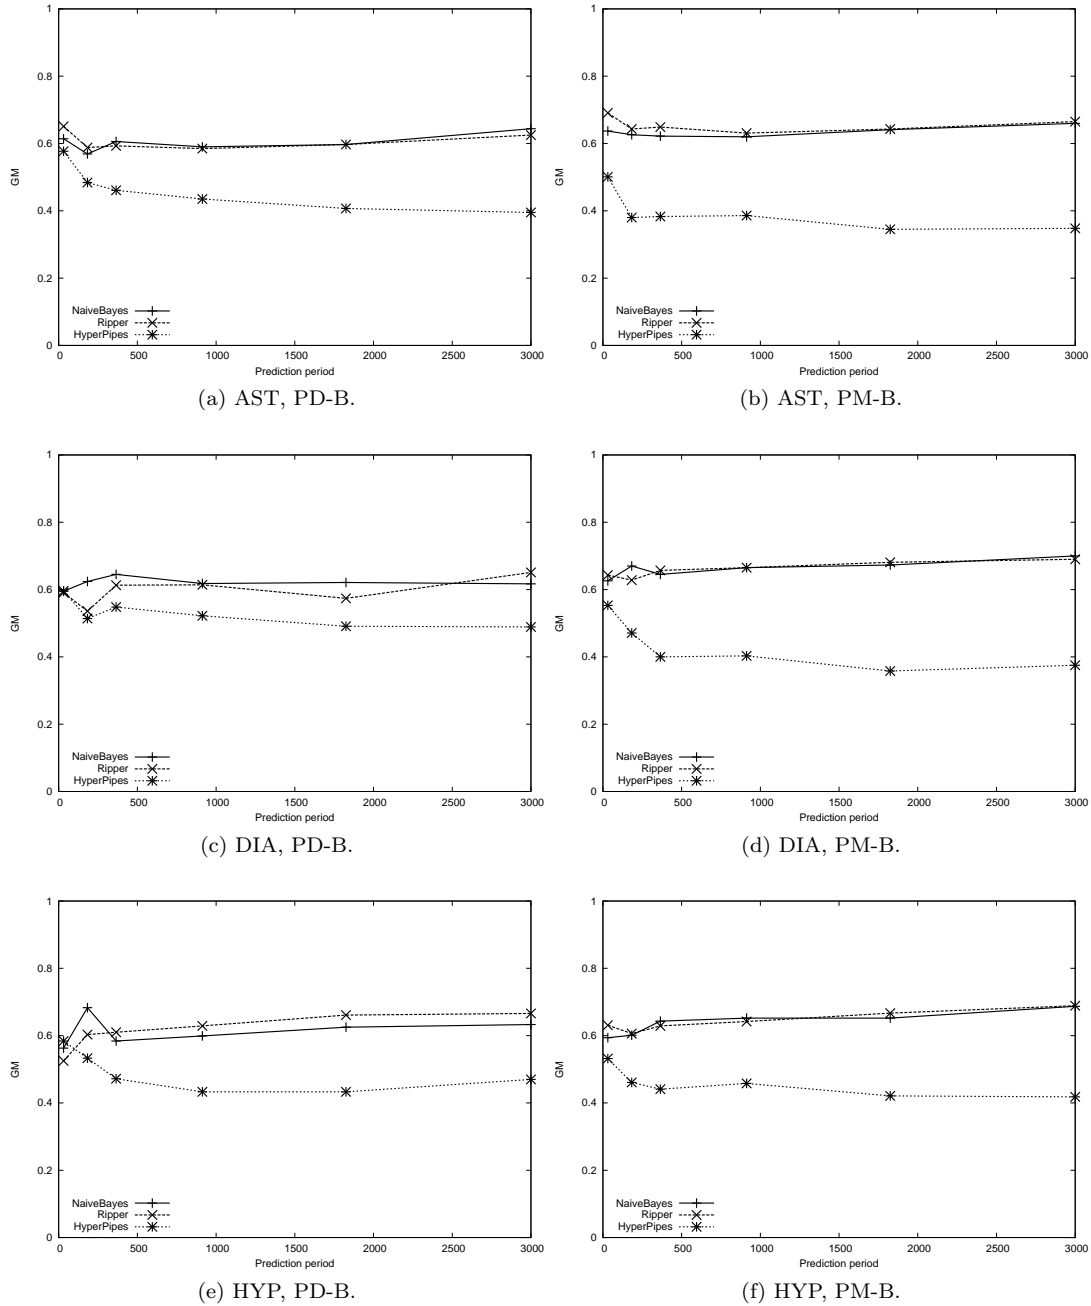 1
0.8
0.6
GM
0.4
0.2
0
NaiveBayes
Ripper
HyperPipes
0 500 1000 1500 2000 2500 3000
Prediction period
(a) AST, PD-B.
1
0.8
0.6
GM
0.4
0.2
0
NaiveBayes
Ripper
HyperPipes
0 500 1000 1500 2000 2500 3000
Prediction period
(b) AST, PM-B.
1
0.8
0.6
GM
0.4
0.2
0
NaiveBayes
Ripper
HyperPipes
0 500 1000 1500 2000 2500 3000
Prediction period
(c) DIA, PD-B.
1
0.8
0.6
GM
0.4
0.2
0
NaiveBayes
Ripper
HyperPipes
0 500 1000 1500 2000 2500 3000
Prediction period
(d) DIA, PM-B.
1
0.8
0.6
GM
0.4
0.2
0
NaiveBayes
Ripper
HyperPipes
0 500 1000 1500 2000 2500 3000
Prediction period
(e) HYP, PD-B.
1
0.8
0.6
GM
0.4
0.2
0
NaiveBayes
Ripper
HyperPipes
0 500 1000 1500 2000 2500 3000
Prediction period
(f) HYP, PM-B.